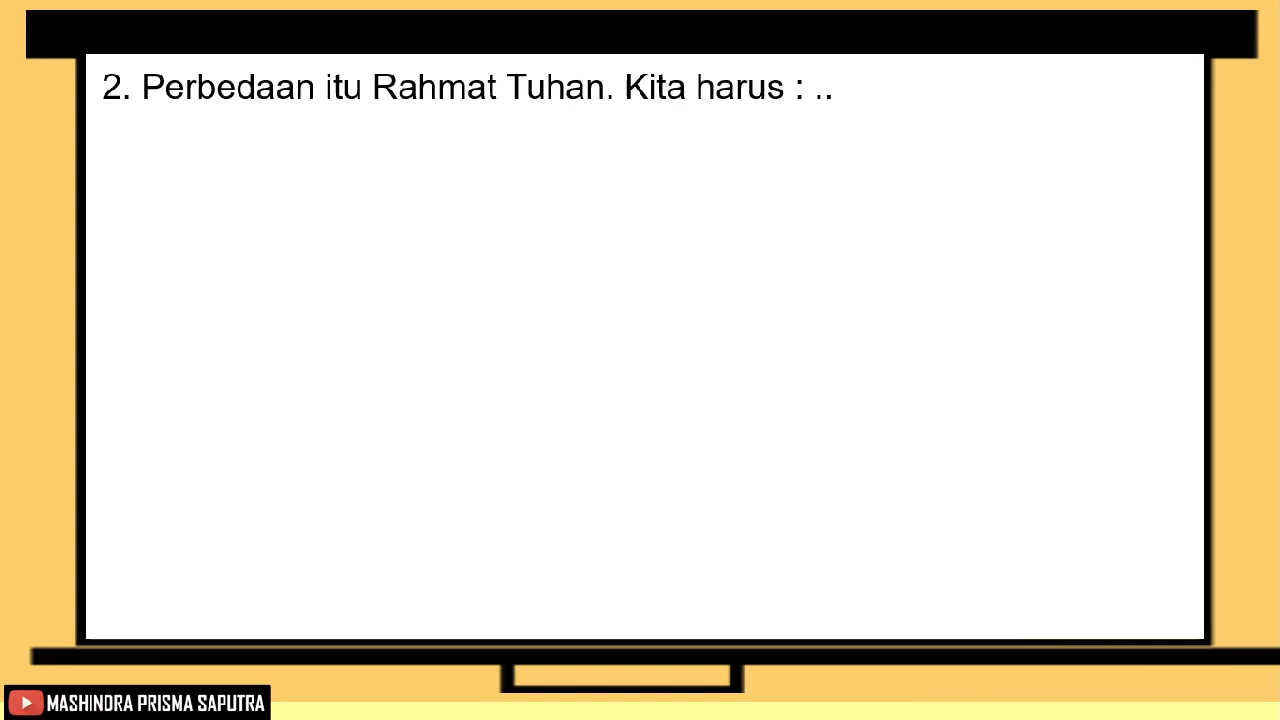 2. Perbedaan itu Rahmat Tuhan. Kita harus : ..
MASHINDRA PRISMA SAPUTRA